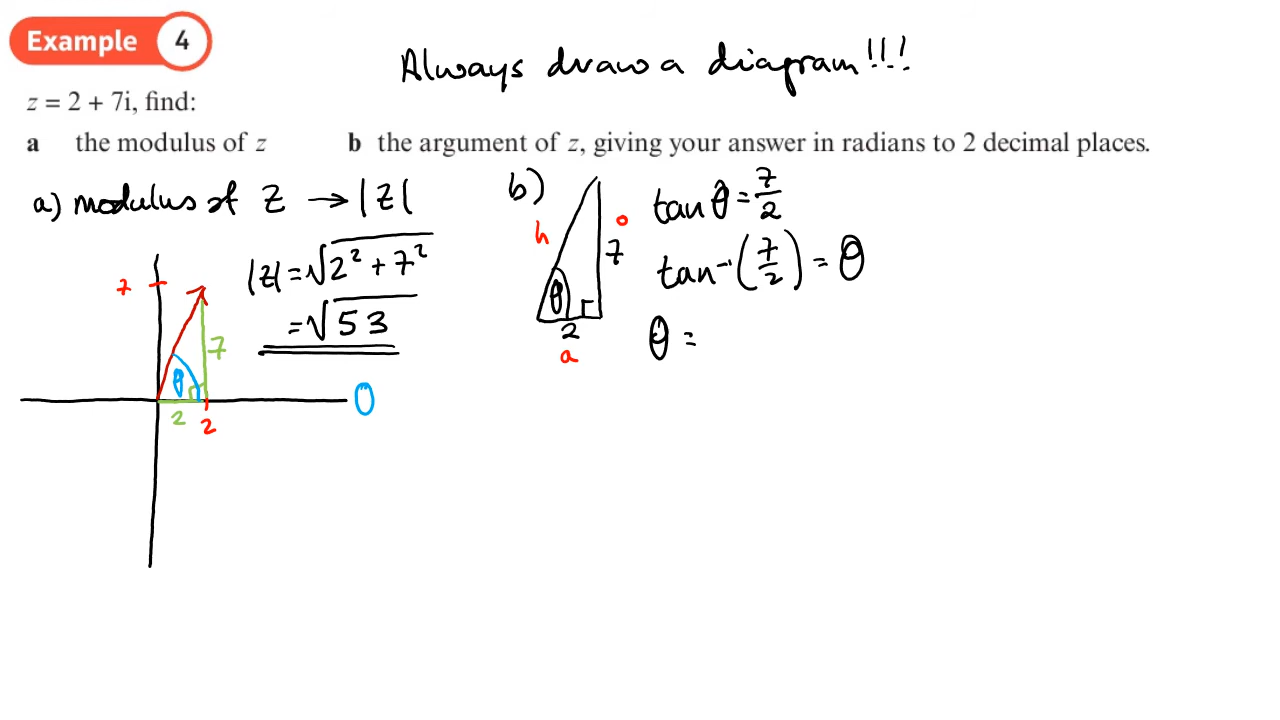 Example 4
Always draw a diagram!!!
z = 2 + 7i, find:
a the modulus of z b the argument of z, giving your answer in radians to 2 decimal places.
a) modulus of z → |z|
|z| = √2² + 7²
= √53
7
7
θ
2
2
0
b)
h
o
7
θ
2
a
tan θ = 7/2
tan⁻¹(7/2) = θ
θ =